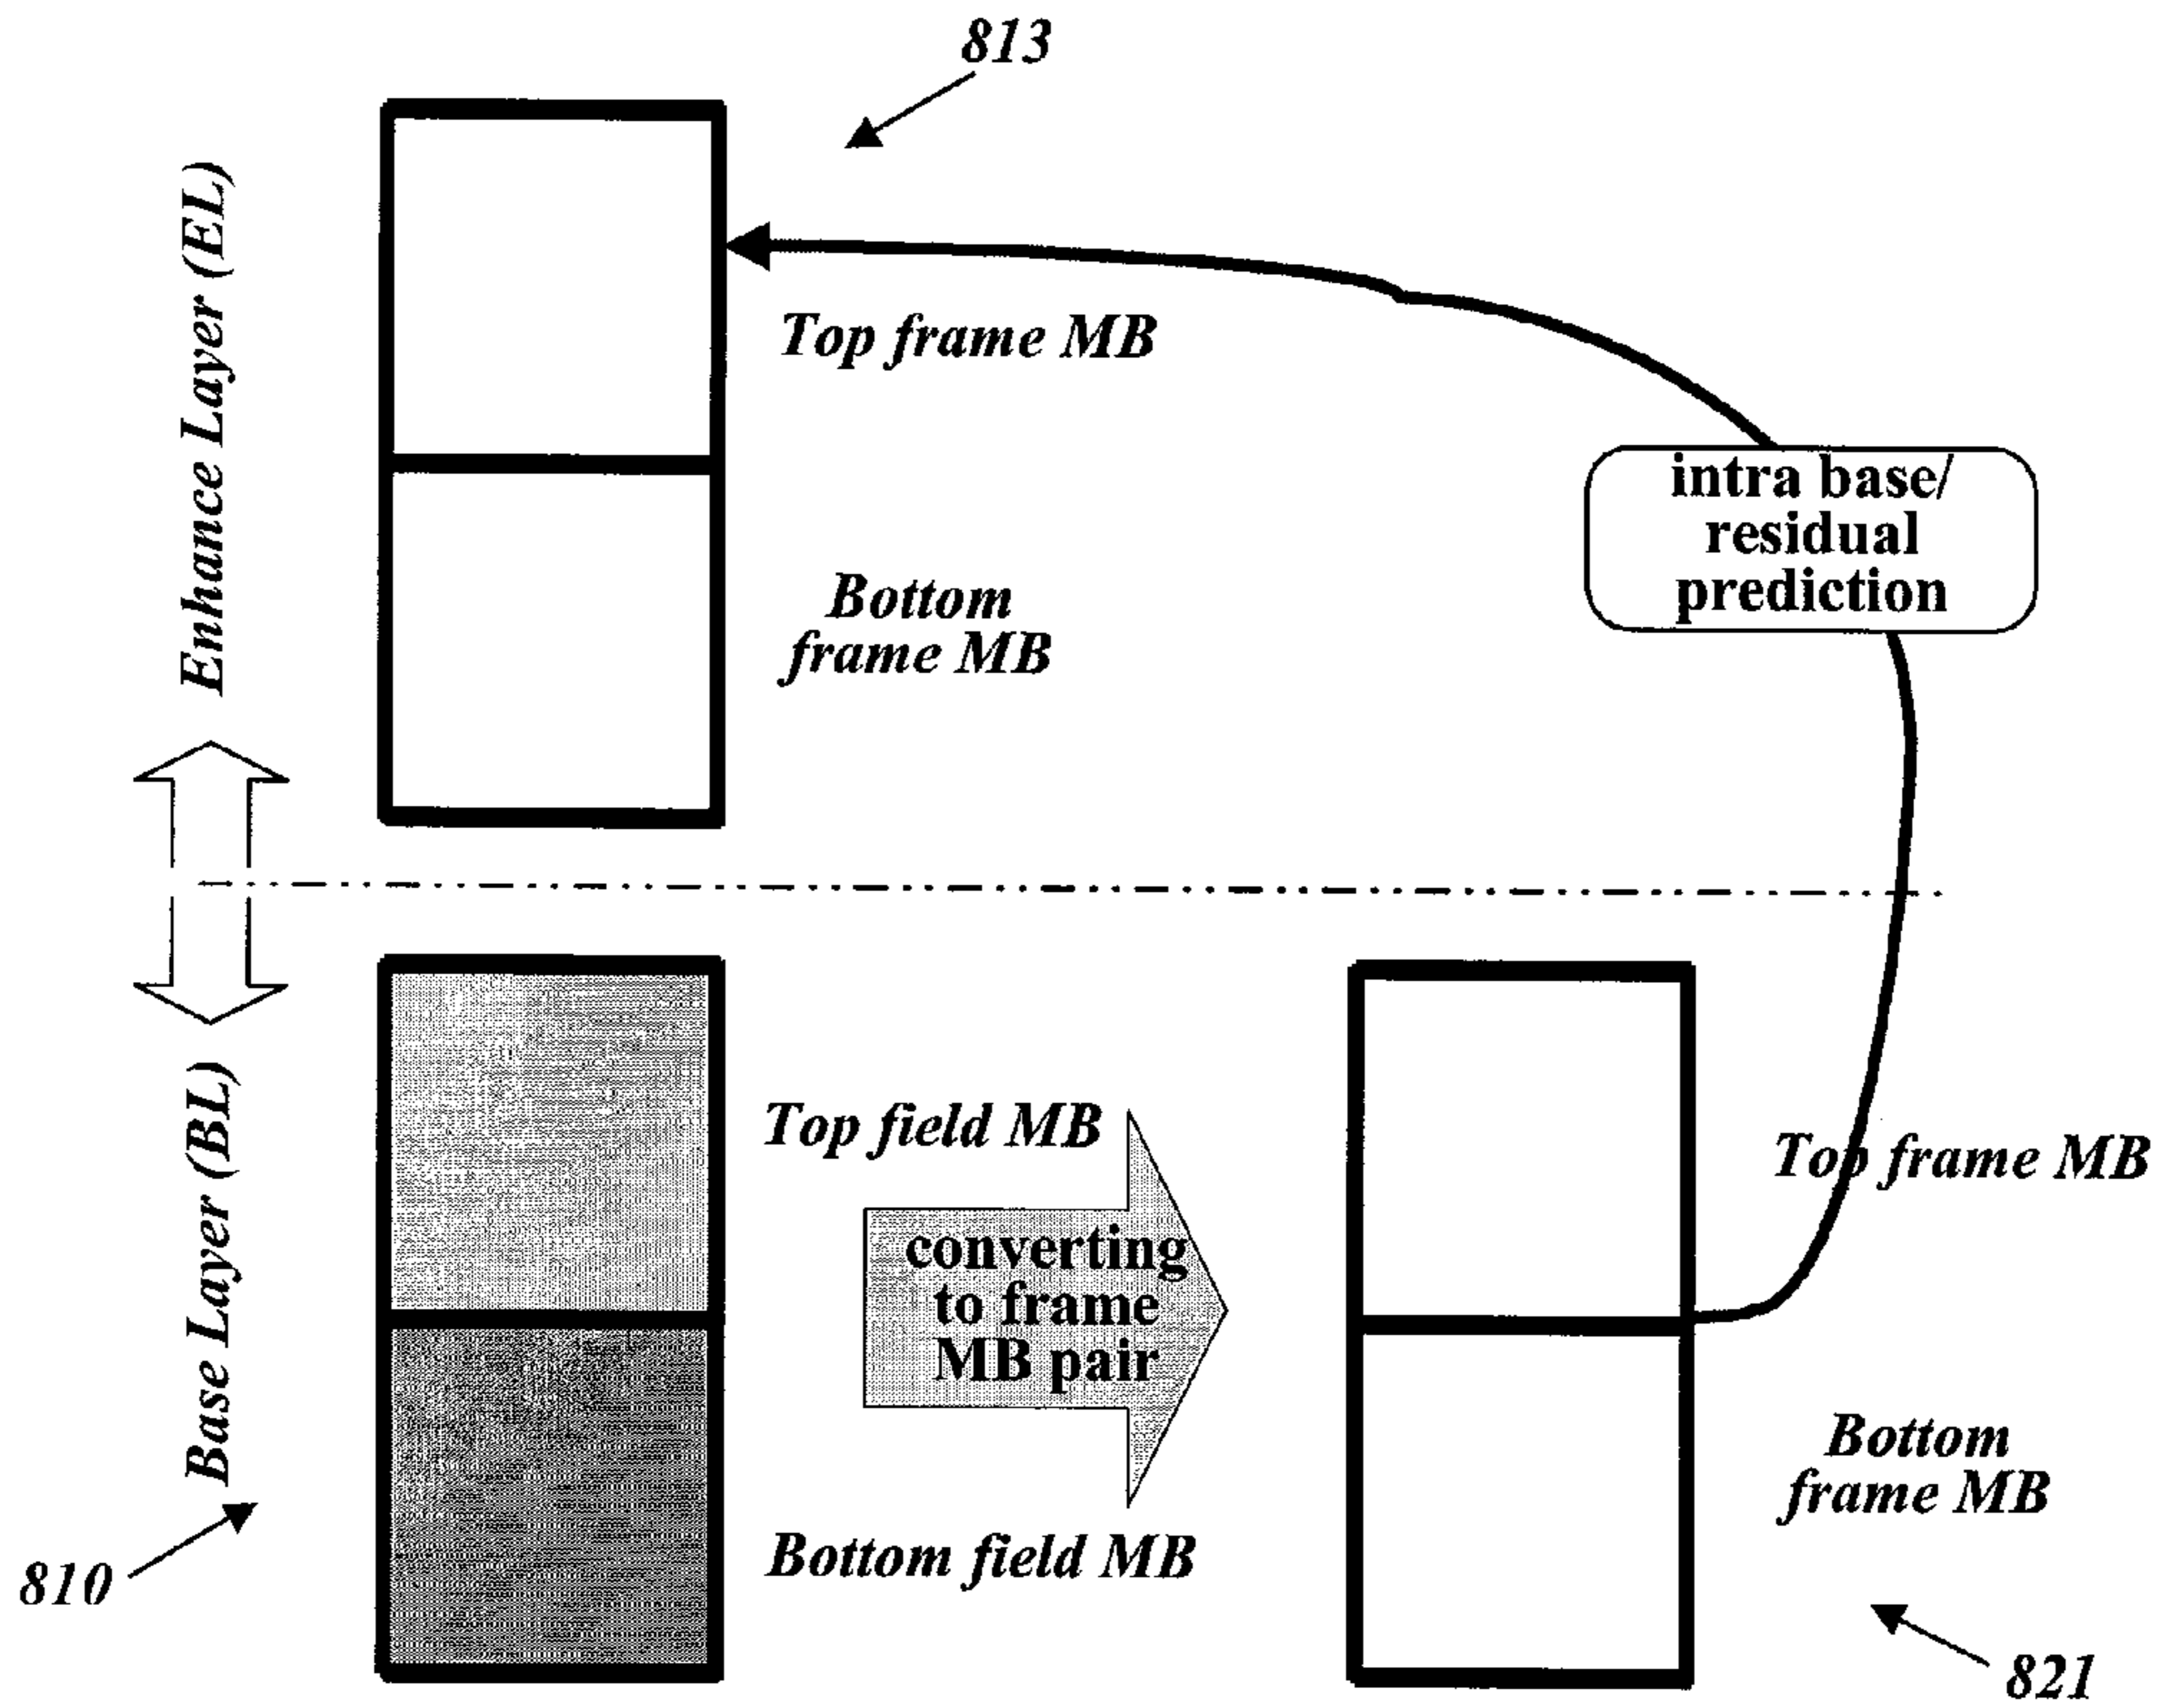 813
Enhance Layer (EL)
Top frame MB
intra base/
residual
prediction
Bottom
frame MB
Base Layer (BL)
Top field MB
converting
to frame
MB pair
Top frame MB
Bottom
frame MB
Bottom field MB
810
821